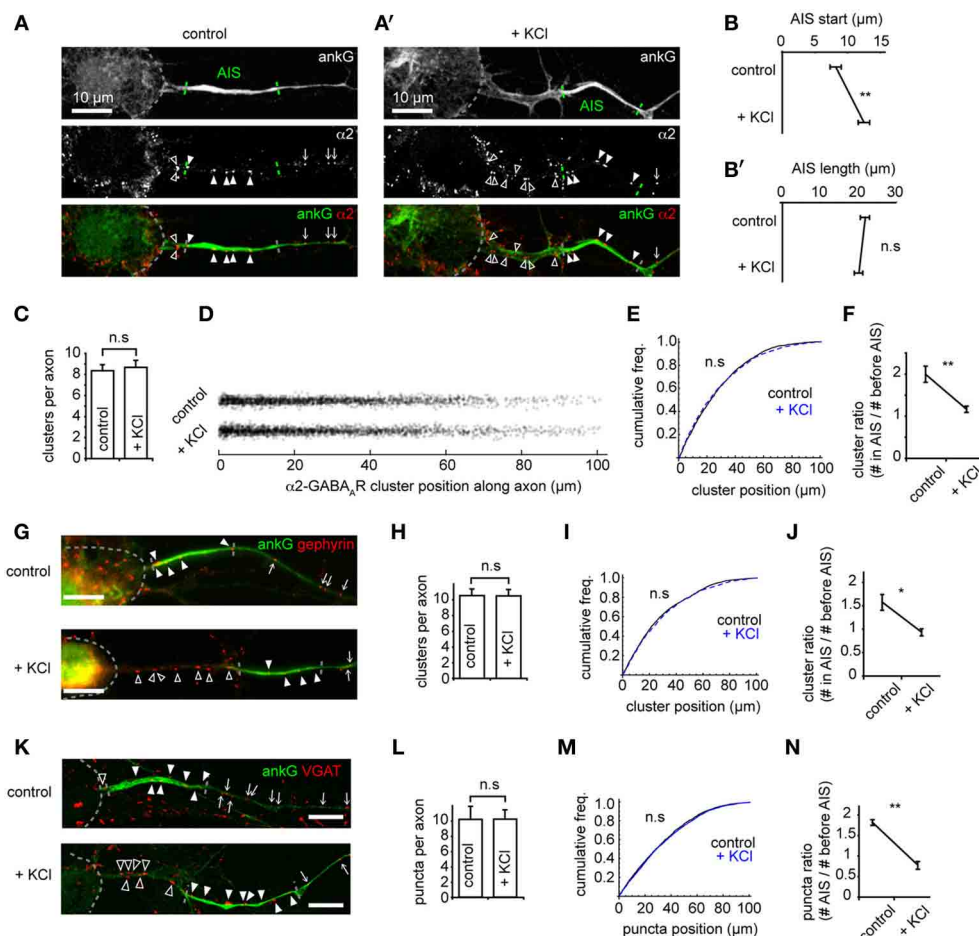 A
control
ankG
AIS
10 µm
α2
ankG α2
A′
+ KCl
ankG
AIS
10 µm
α2
ankG α2
B
AIS start (µm)
0 5 10 15
control
+ KCl
**
B′
AIS length (µm)
0 10 20 30
control
+ KCl
n.s
C
clusters per axon
10
8
6
4
2
0
n.s
control
+ KCl
D
control
+ KCl
0 20 40 60 80 100
α2-GABA_AR cluster position along axon (µm)
E
cumulative freq.
1.0
0.8
0.6
0.4
0.2
n.s
control
+ KCl
0 20 40 60 80 100
cluster position (µm)
F
cluster ratio
(# in AIS / # before AIS)
2
1
0
**
control
+ KCl
G
control
ankG gephyrin
+ KCl
H
clusters per axon
10
8
6
4
2
0
n.s
control
+ KCl
I
cumulative freq.
1.0
0.8
0.6
0.4
0.2
n.s
control
+ KCl
0 20 40 60 80 100
cluster position (µm)
J
cluster ratio
(# in AIS / # before AIS)
2
1.5
1
0.5
0
*
control
+ KCl
K
control
ankG VGAT
+ KCl
L
puncta per axon
10
8
6
4
2
0
n.s
control
+ KCl
M
cumulative freq.
1.0
0.8
0.6
0.4
0.2
n.s
control
+ KCl
0 20 40 60 80 100
puncta position (µm)
N
puncta ratio
(# AIS / # before AIS)
2
1.5
1
0.5
0
**
control
+ KCl